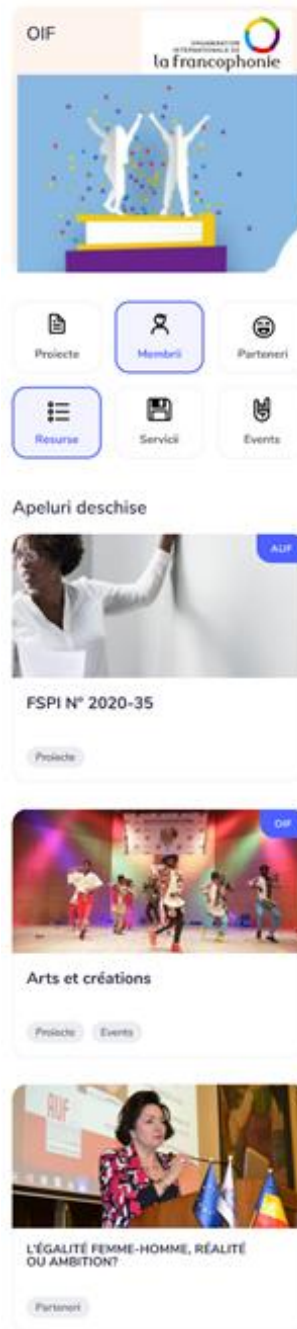 OIF
ORGANISATION
INTERNATIONALE DE
la francophonie
Proiecte
Membrii
Parteneri
Resurse
Servicii
Events
Apeluri deschise
AUF
FSPI N° 2020-35
Proiecte
OIF
Arts et créations
Proiecte Events
AUF
L'ÉGALITÉ FEMME-HOMME, RÉALITÉ
OU AMBITION?
Parteneri